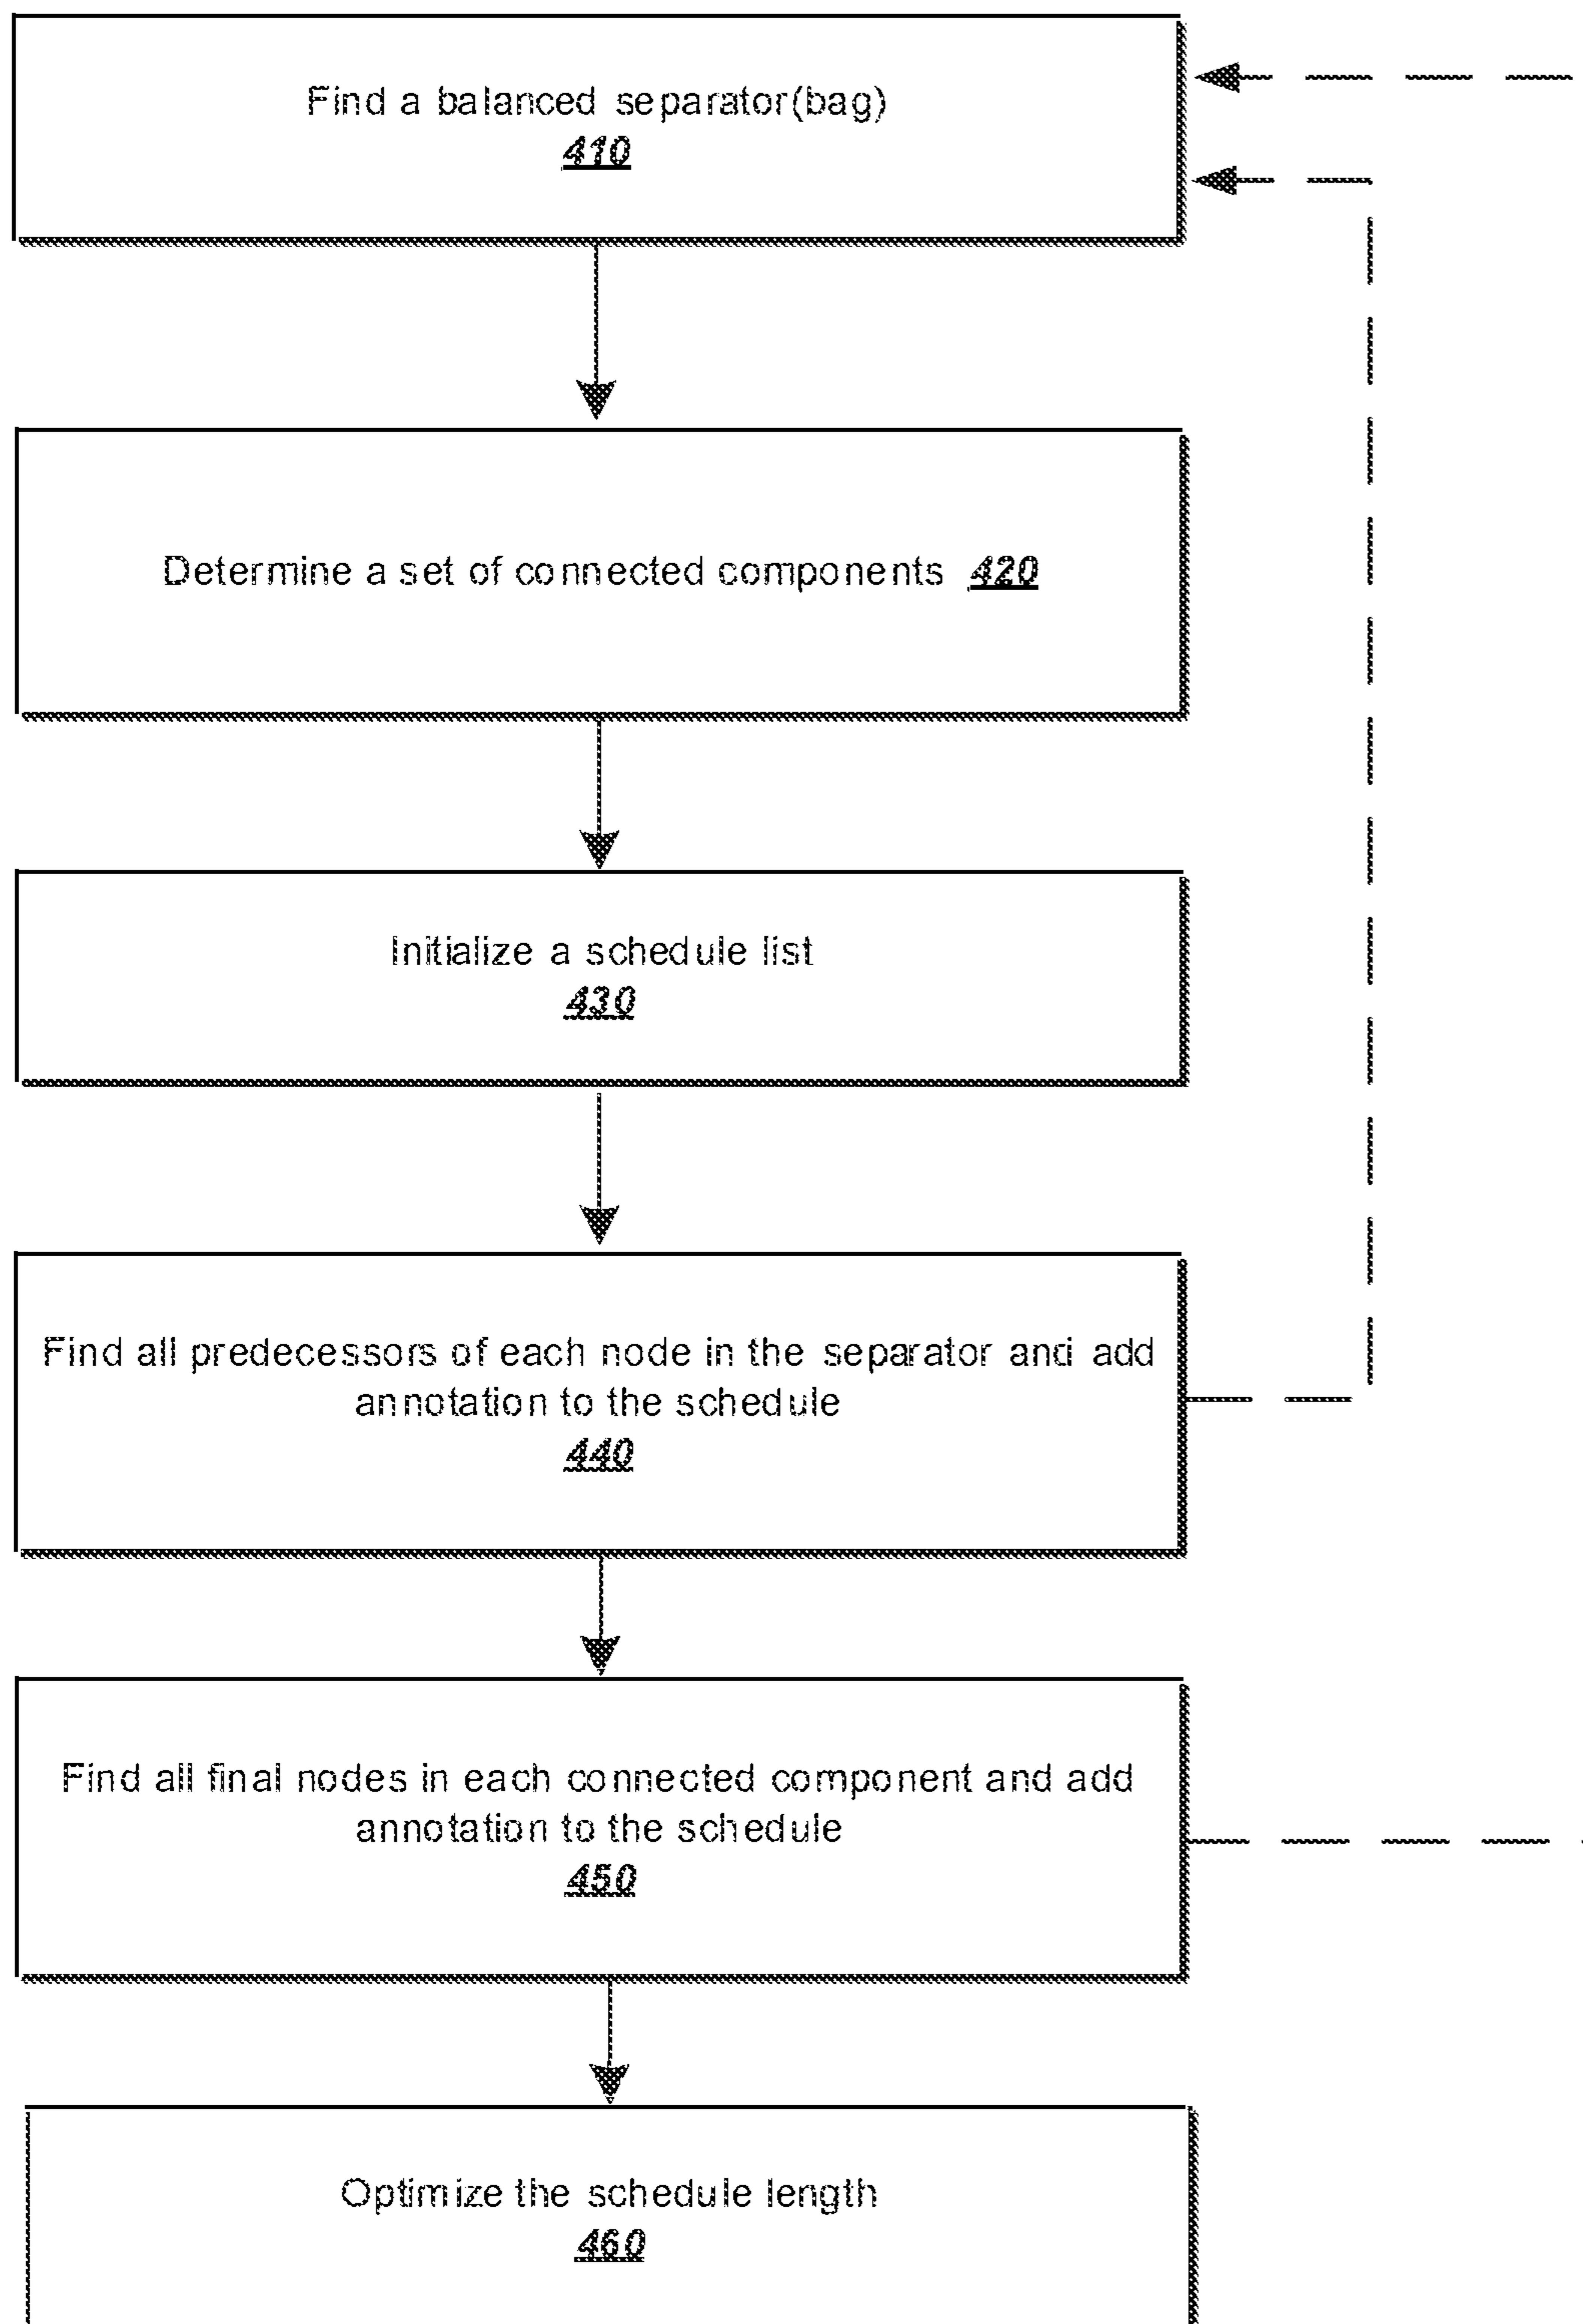 Find a balanced separator(bag)
410
Determine a set of connected components 420
Initialize a schedule list
430
Find all predecessors of each node in the separator and add
annotation to the schedule
440
Find all final nodes in each connected component and add
annotation to the schedule
450
Optimize the schedule length
460